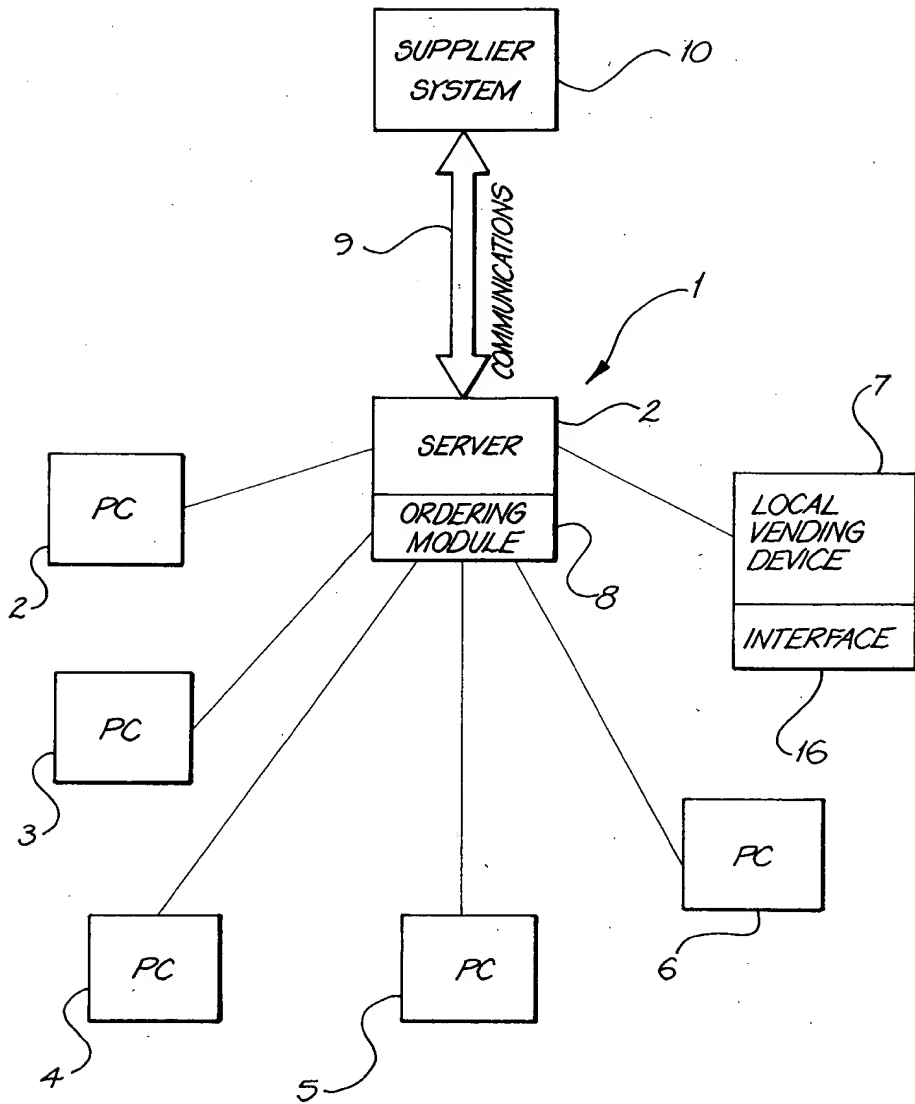 SUPPLIER
SYSTEM
10
9
COMMUNICATIONS
1
2
SERVER
ORDERING
MODULE
8
7
LOCAL
VENDING
DEVICE
INTERFACE
16
PC
2
PC
3
PC
4
PC
5
PC
6